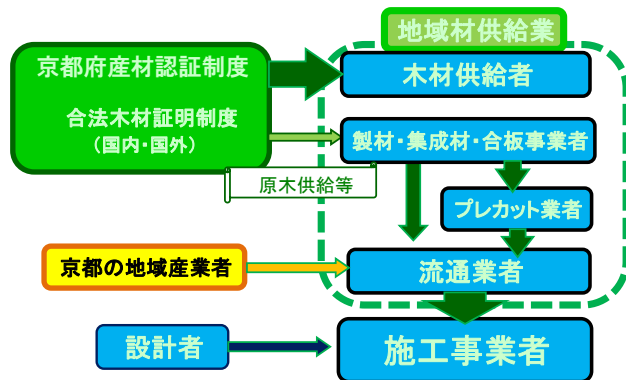 地域材供給業
京都府産材認証制度
合法木材証明制度
（国内・国外）
木材供給者
製材・集成材・合板事業者
原木供給等
プレカット業者
京都の地域産業者
流通業者
設計者
施工事業者